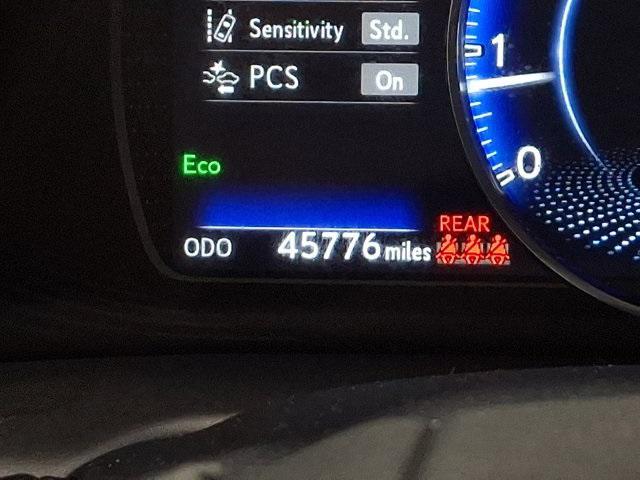 Sensitivity Std.
PCS On
1
Eco
0
REAR
ODO 45776 miles